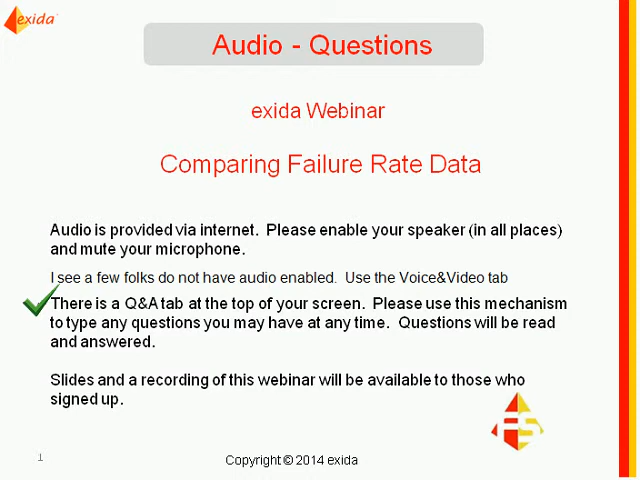 exida
Audio - Questions
exida Webinar
Comparing Failure Rate Data
Audio is provided via internet. Please enable your speaker (in all places)
and mute your microphone.
I see a few folks do not have audio enabled. Use the Voice&Video tab
There is a Q&A tab at the top of your screen. Please use this mechanism
to type any questions you may have at any time. Questions will be read
and answered.
Slides and a recording of this webinar will be available to those who
signed up.
FS
1
Copyright © 2014 exida